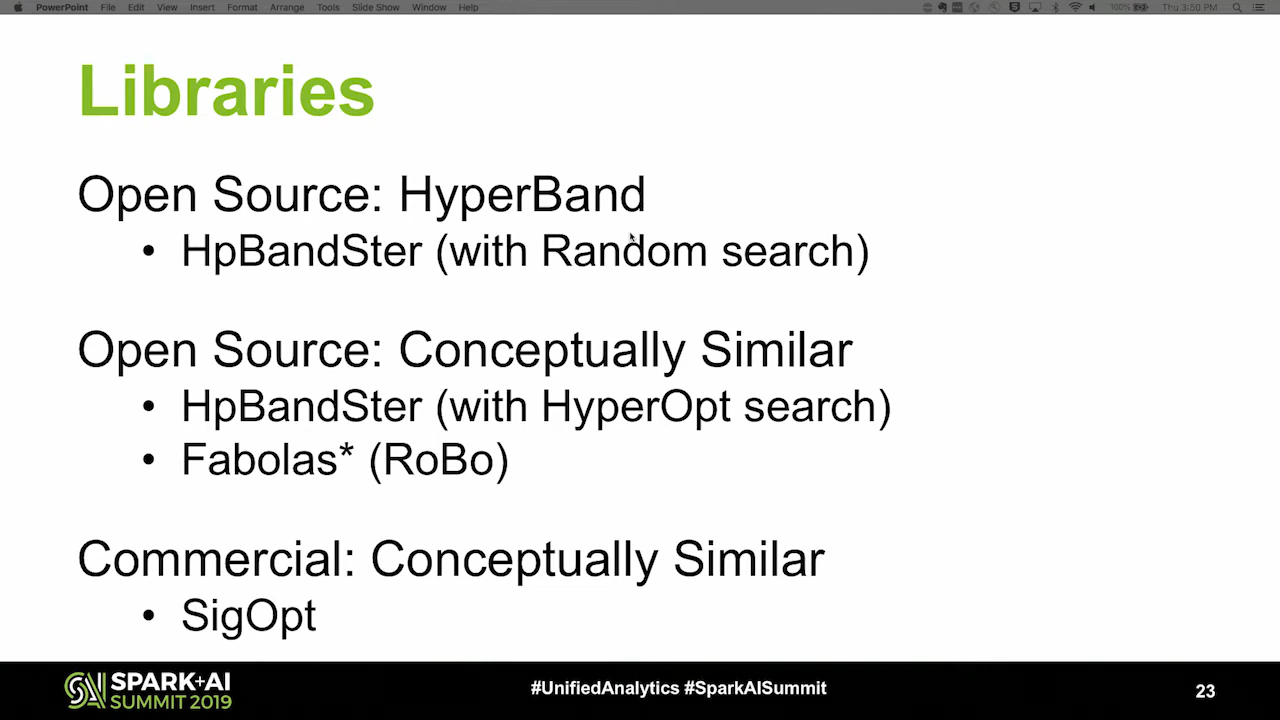 PowerPoint File Edit View Insert Format Arrange Tools Slide Show Window Help 100% Thu 3:50 PM
Libraries
Open Source: HyperBand
• HpBandSter (with Random search)
Open Source: Conceptually Similar
• HpBandSter (with HyperOpt search)
• Fabolas* (RoBo)
Commercial: Conceptually Similar
• SigOpt
SPARK+AI
SUMMIT 2019
#UnifiedAnalytics #SparkAISummit
23